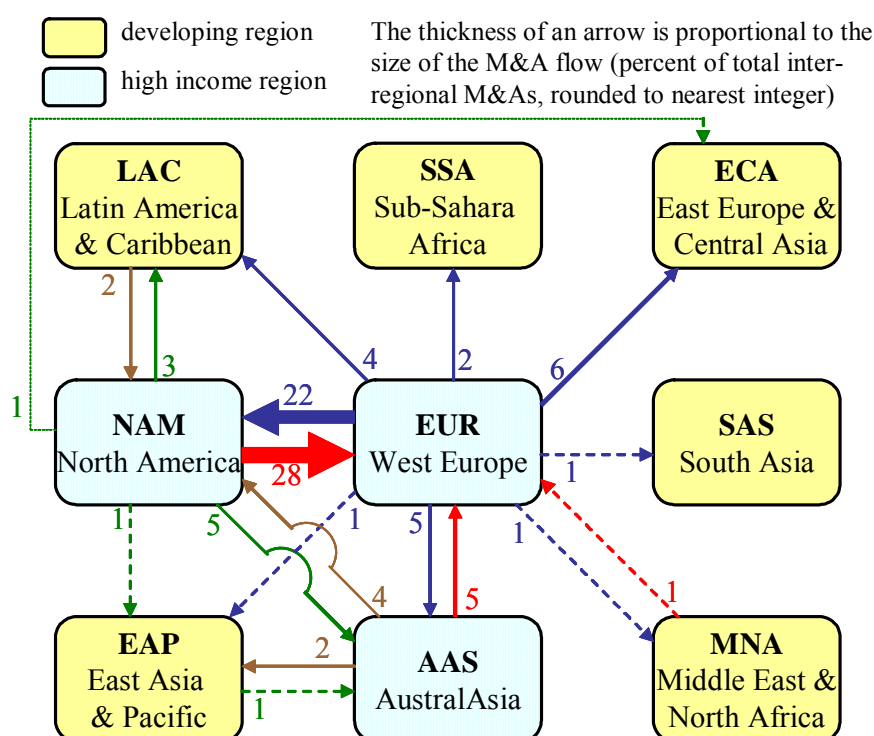 developing region
high income region
The thickness of an arrow is proportional to the
size of the M&A flow (percent of total inter-
regional M&As, rounded to nearest integer)
1
LAC
Latin America
& Caribbean
SSA
Sub-Sahara
Africa
ECA
East Europe &
Central Asia
2
3
4
2
6
1
NAM
North America
22
28
EUR
West Europe
1
SAS
South Asia
1
5
1
5
1
4
5
1
EAP
East Asia
& Pacific
2
1
AAS
AustralAsia
MNA
Middle East &
North Africa